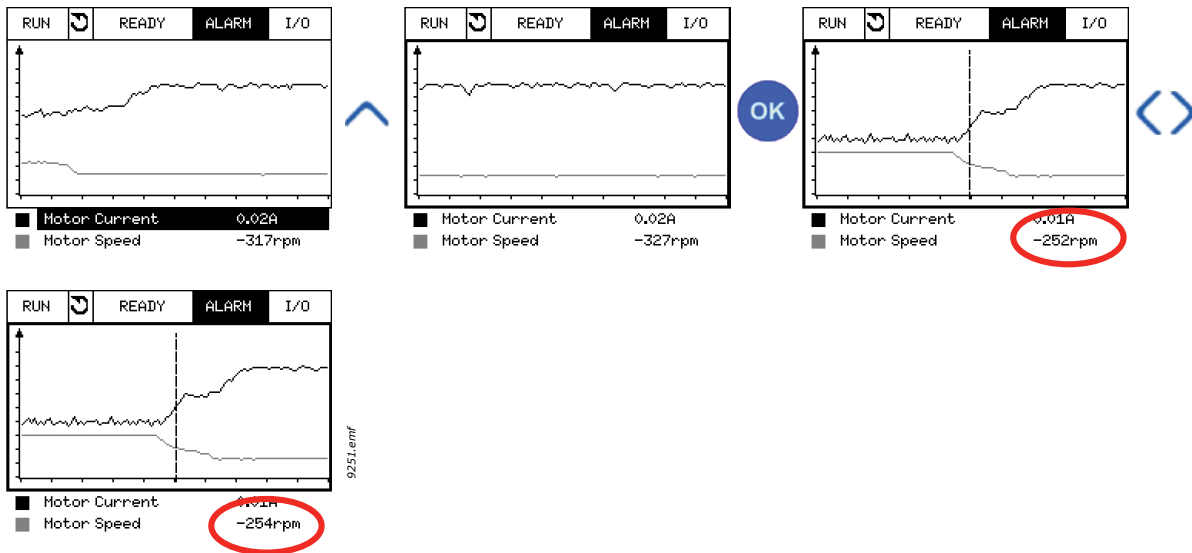 RUN READY ALARM I/O
Motor Current 0.02A
Motor Speed -317rpm
RUN READY ALARM I/O
Motor Current 0.02A
Motor Speed -327rpm
OK
RUN READY ALARM I/O
Motor Current 0.01A
Motor Speed -252rpm
RUN READY ALARM I/O
Motor Current 0.01A
Motor Speed -254rpm
9251.emf